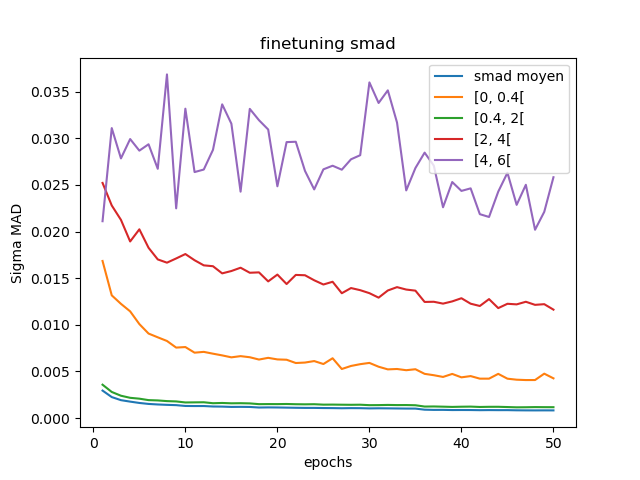 finetuning smad
smad moyen
[0, 0.4[
[0.4, 2[
[2, 4[
[4, 6[
Sigma MAD
0.035
0.030
0.025
0.020
0.015
0.010
0.005
0.000
0 10 20 30 40 50
epochs